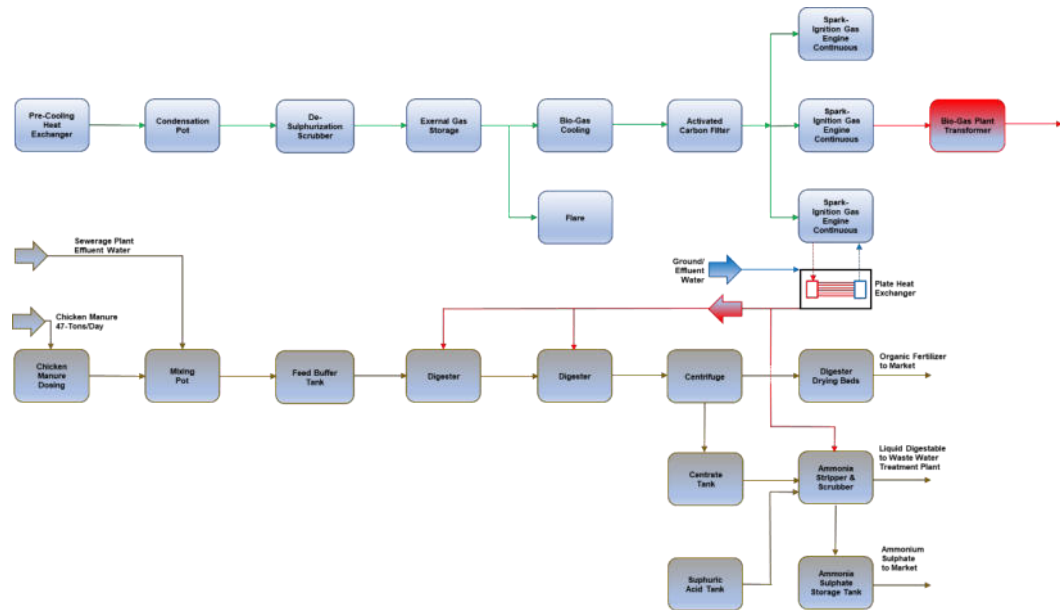 Spark-
Ignition Gas
Engine
Continuous
Pre-Cooling
Heat
Exchanger
Condensation
Pot
De-
Sulphurization
Scrubber
Exernal Gas
Storage
Bio-Gas
Cooling
Activated
Carbon Filter
Spark-
Ignition Gas
Engine
Continuous
Bio-Gas Plant
Transformer
Flare
Spark-
Ignition Gas
Engine
Continuous
Sewerage Plant
Effluent Water
Ground/
Effluent
Water
Plate Heat
Exchanger
Chicken Manure
47-Tons/Day
Chicken
Manure
Dosing
Mixing
Pot
Feed Buffer
Tank
Digester
Digester
Centrifuge
Digester
Drying Beds
Organic Fertilizer
to Market
Centrate
Tank
Ammonia
Stripper &
Scrubber
Liquid Digestable
to Waste Water
Treatment Plant
Suphuric
Acid Tank
Ammonia
Sulphate
Storage Tank
Ammonium
Sulphate
to Market